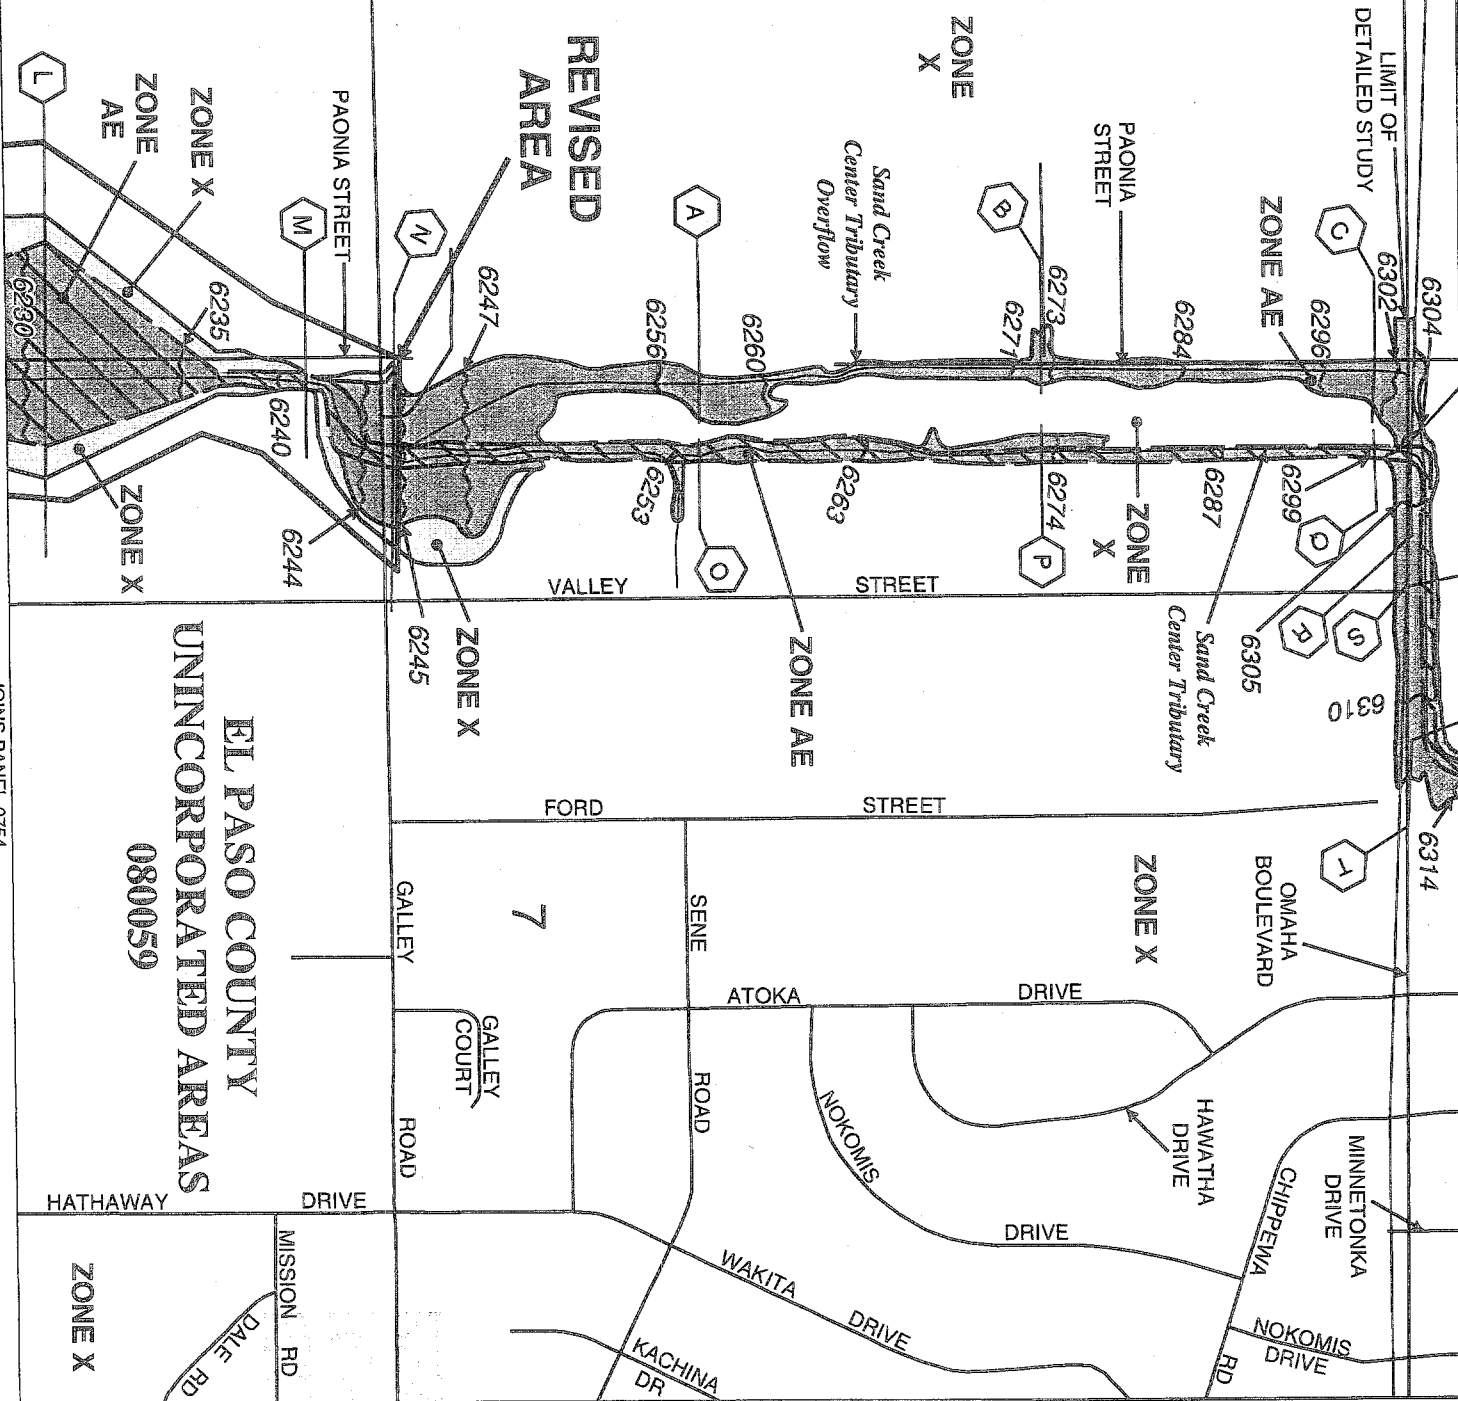 LIMIT OF
DETAILED STUDY
ZONE
X
REVISED
AREA
PAONIA STREET
ZONE X
ZONE
AE
L
M
N
A
B
C
PAONIA
STREET
Sand Creek
Center Tributary
Overflow
ZONE AE
6304
6302
6296
6284
6273
6271
6260
6256
6247
6235
6230
6240
6244
6245
6253
6263
6274
6287
6299
6305
6310
6314
O
P
Q
R
S
T
ZONE X
ZONE X
ZONE AE
ZONE
X
Sand Creek
Center Tributary
VALLEY STREET
EL PASO COUNTY
UNINCORPORATED AREAS
080059
FORD STREET
7
ZONE X
OMAHA
BOULEVARD
GALLEY ROAD
SENE ROAD
ATOKA DRIVE
GALLEY
COURT
NOKOMIS DRIVE
HAWATHA
DRIVE
MINNETONKA
DRIVE
CHIPPEWA RD
HATHAWAY DRIVE
MISSION RD
DALE RD
ZONE X
WAKITA DRIVE
KACHINA
DR
NOKOMIS
DRIVE